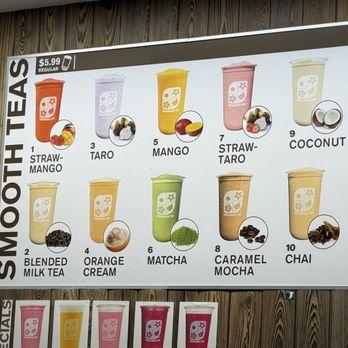 SMOOTH TEAS
$5.99
REGULAR
1
STRAW-
MANGO
3
TARO
5
MANGO
7
STRAW-
TARO
9
COCONUT
2
BLENDED
MILK TEA
4
ORANGE
CREAM
6
MATCHA
8
CARAMEL
MOCHA
10
CHAI
ECIALS